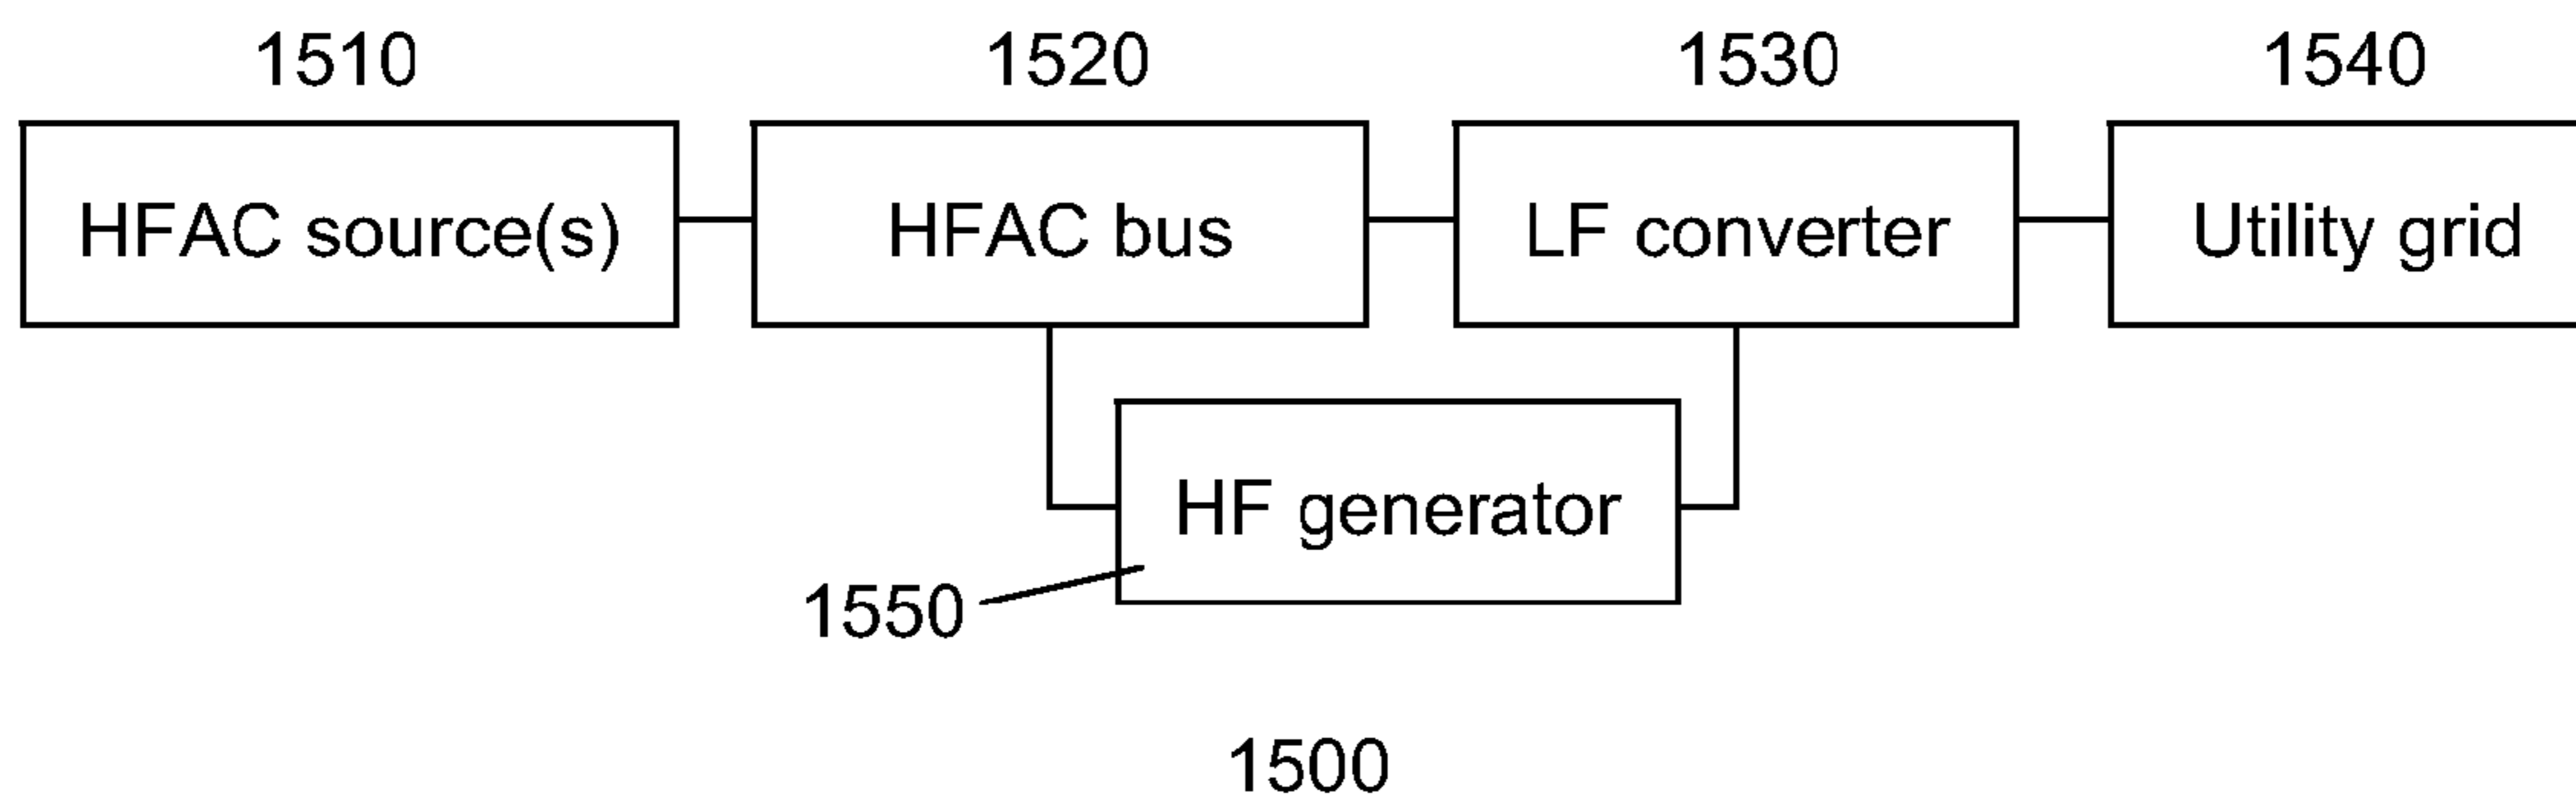 1510
1520
1530
1540
HFAC source(s)
HFAC bus
LF converter
Utility grid
HF generator
1550
1500